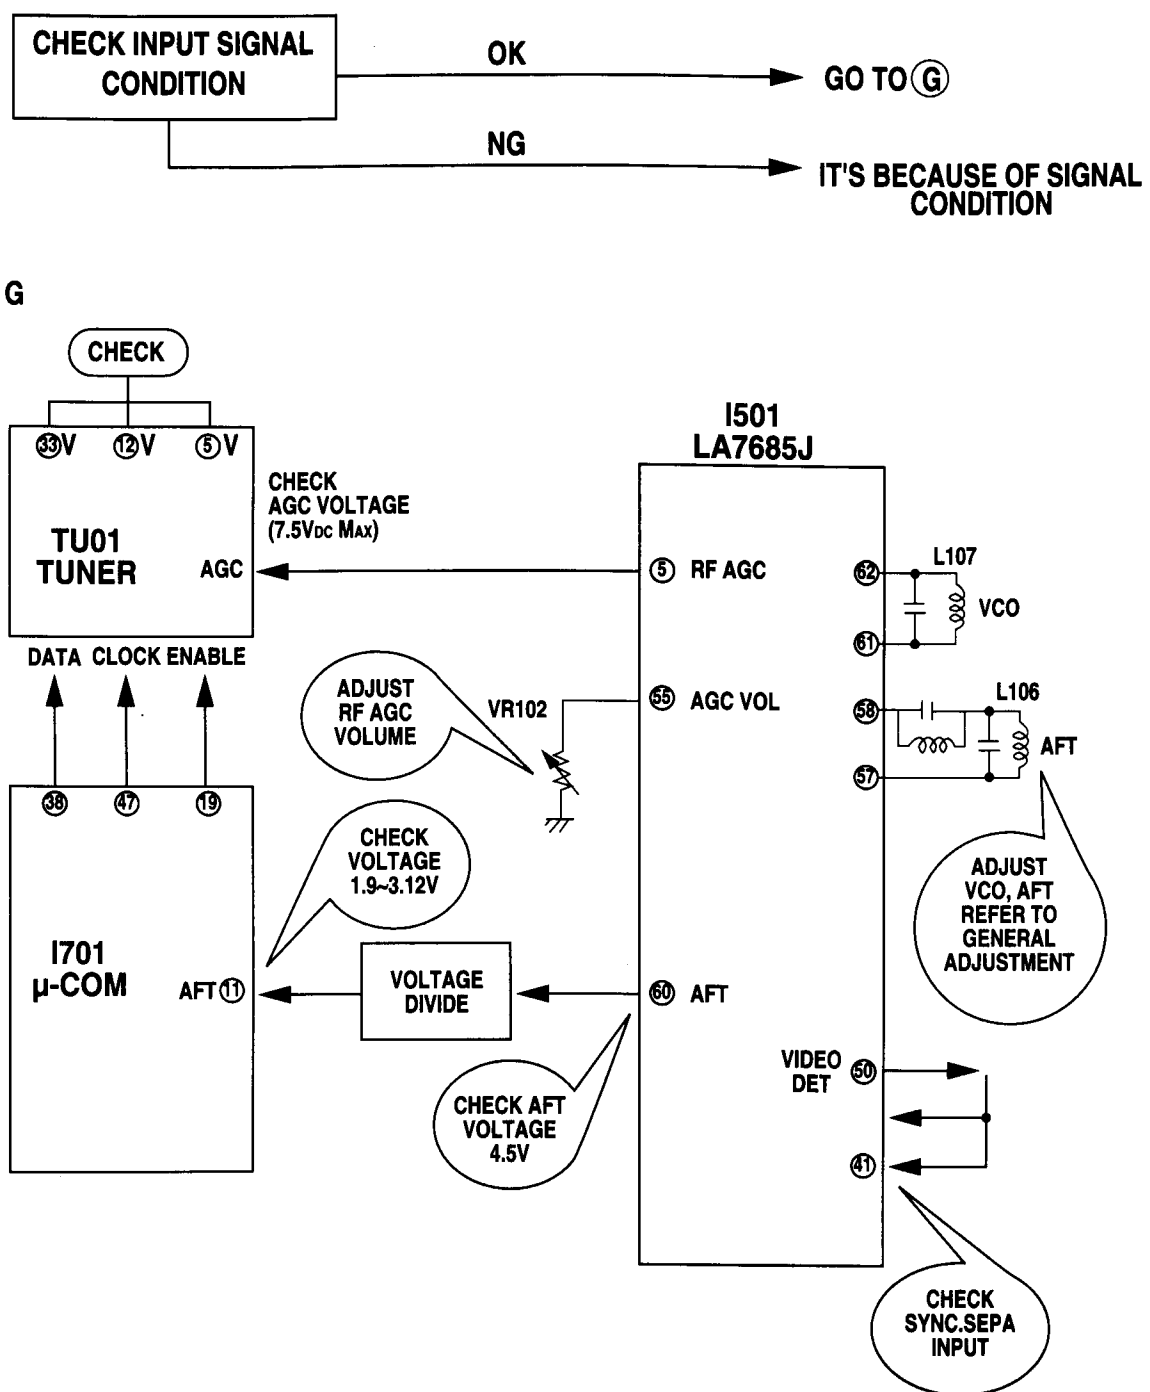 CHECK INPUT SIGNAL
CONDITION
OK
GO TO G
NG
IT'S BECAUSE OF SIGNAL
CONDITION
G
CHECK
33 V 12 V 5 V
TU01
TUNER
AGC
CHECK
AGC VOLTAGE
(7.5VDC MAX)
I501
LA7685J
5 RF AGC
62
L107
VCO
61
DATA CLOCK ENABLE
ADJUST
RF AGC
VOLUME
VR102
55 AGC VOL
58
L106
AFT
57
38 47 19
CHECK
VOLTAGE
1.9~3.12V
ADJUST
VCO, AFT
REFER TO
GENERAL
ADJUSTMENT
I701
µ-COM
AFT 11
VOLTAGE
DIVIDE
60 AFT
CHECK AFT
VOLTAGE
4.5V
VIDEO
DET
50
41
CHECK
SYNC.SEPA
INPUT